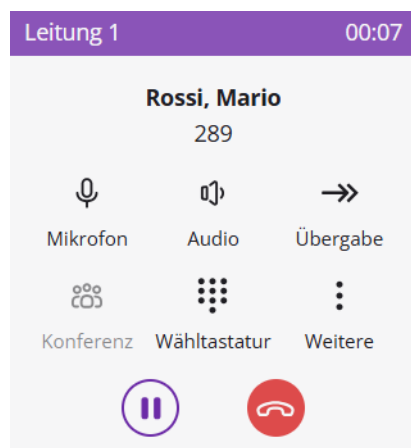 Leitung 1 00:07
Rossi, Mario
289
Mikrofon Audio Übergabe
Konferenz Wähltastatur Weitere